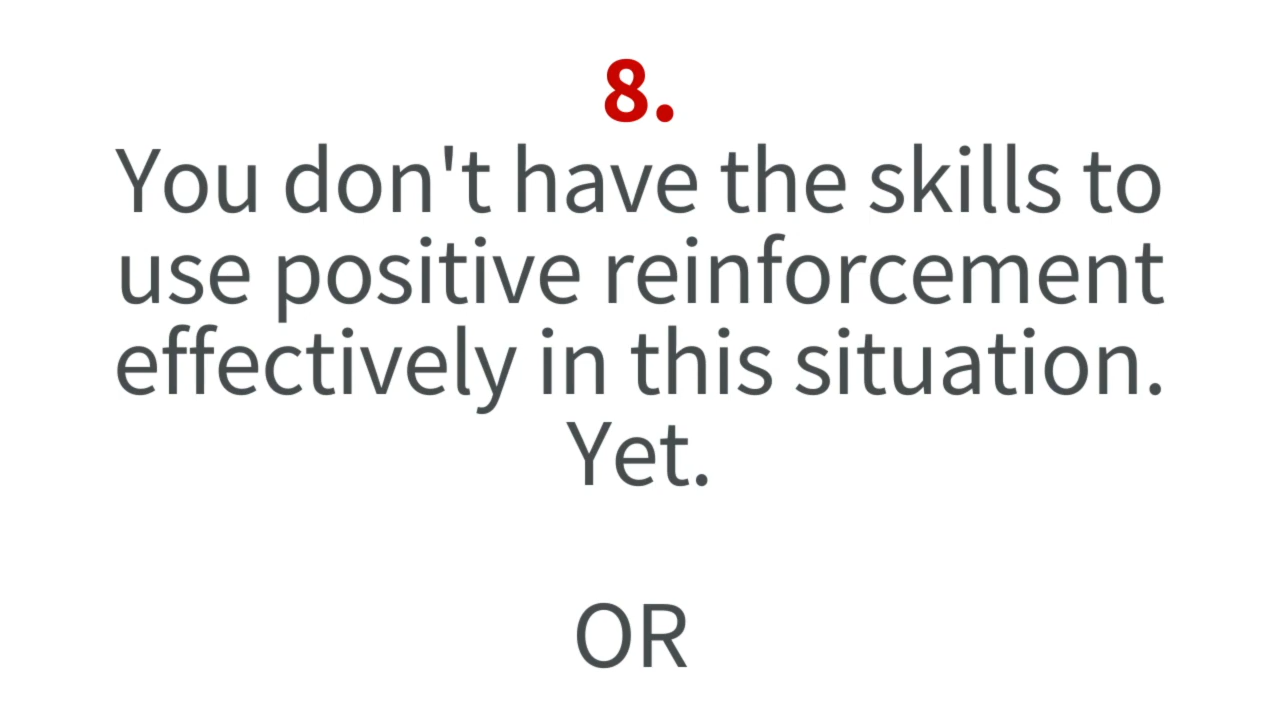 8.
You don't have the skills to
use positive reinforcement
effectively in this situation.
Yet.
OR